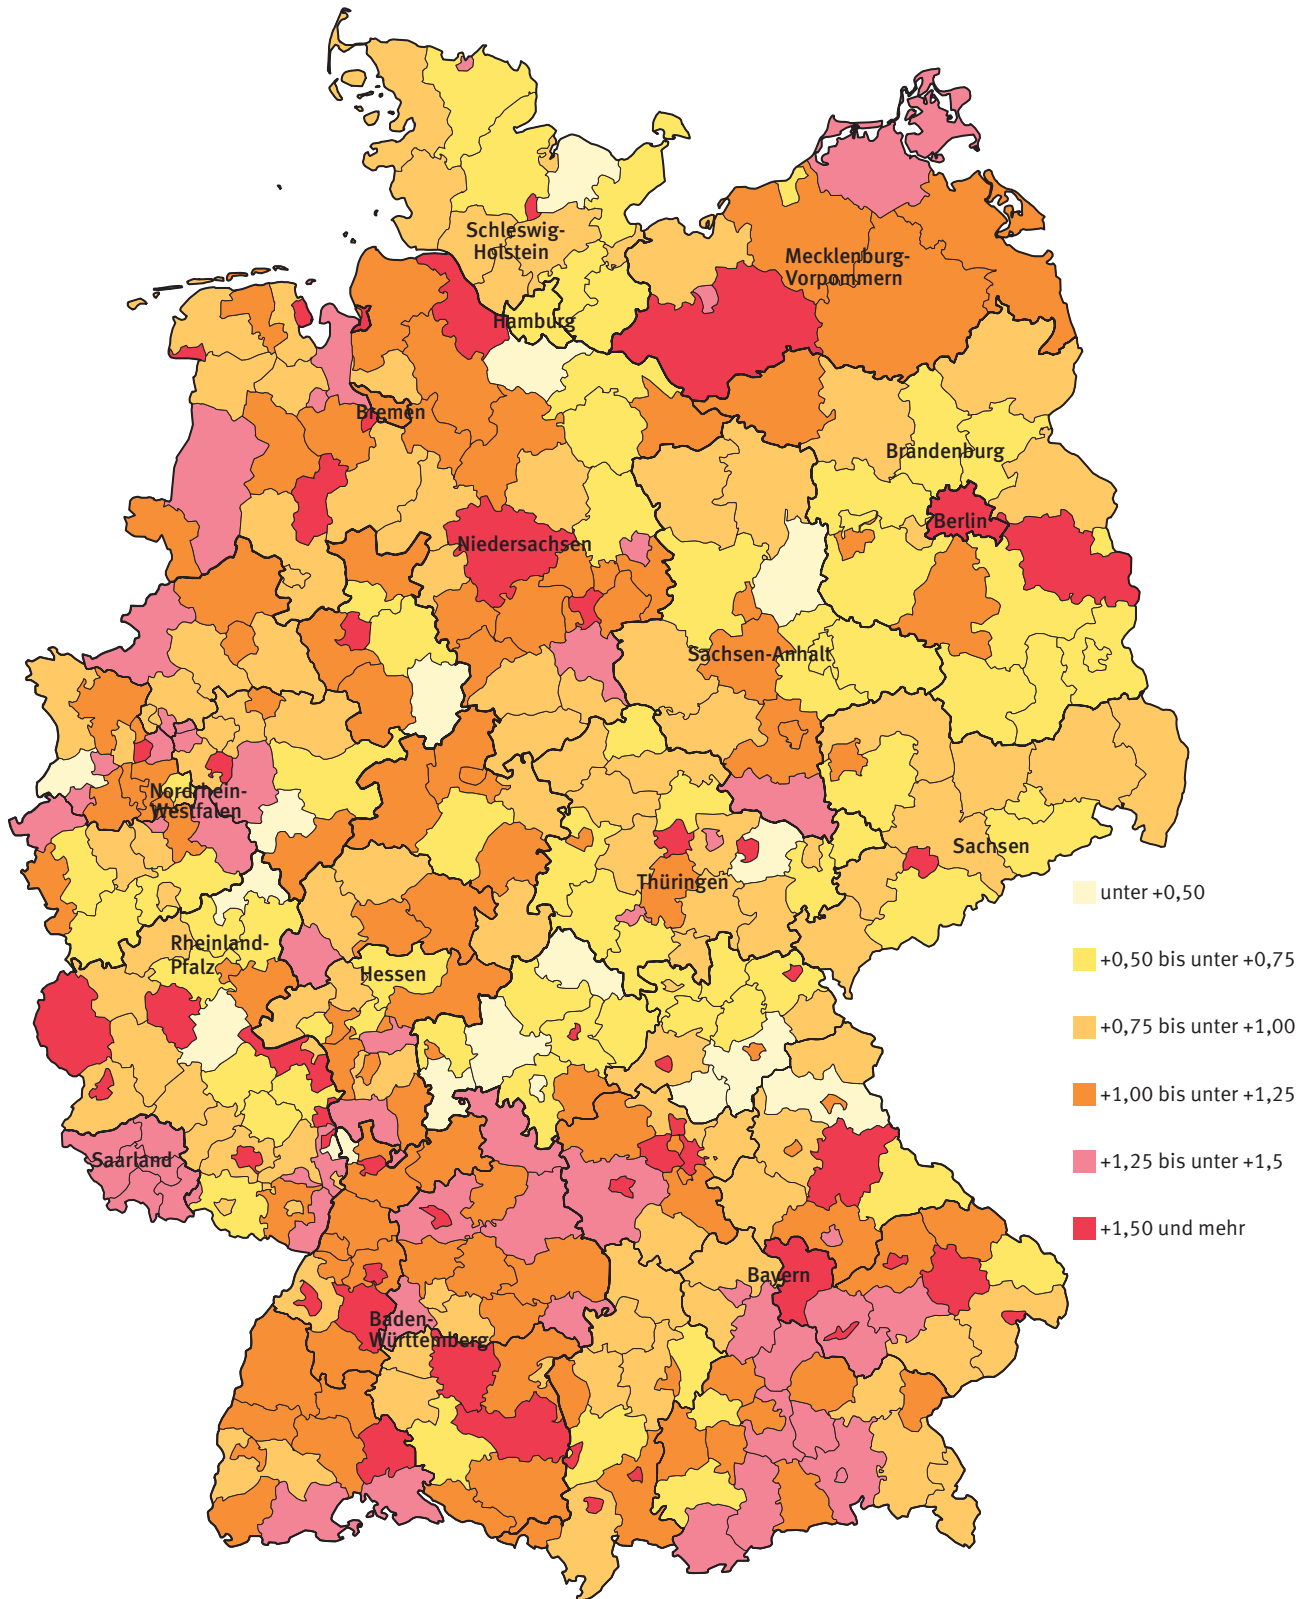 Schleswig-
Holstein
Mecklenburg-
Vorpommern
Hamburg
Bremen
Brandenburg
Berlin
Niedersachsen
Sachsen-Anhalt
Nordrhein-
Westfalen
Sachsen
Thüringen
Rheinland-
Pfalz
Hessen
Saarland
Bayern
Baden-
Württemberg
unter +0,50
+0,50 bis unter +0,75
+0,75 bis unter +1,00
+1,00 bis unter +1,25
+1,25 bis unter +1,5
+1,50 und mehr